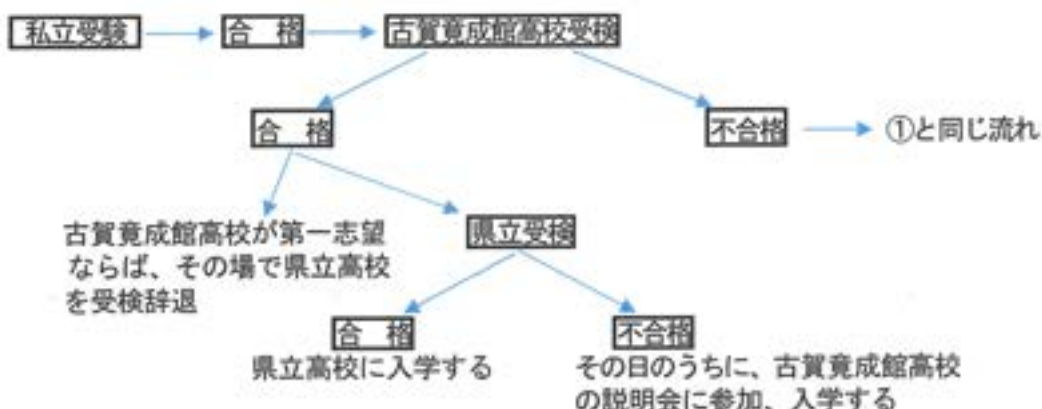 私立受験 合 格 古賀竟成館高校受検
合 格 不合格 ①と同じ流れ
古賀竟成館高校が第一志望
ならば、その場で県立高校
を受検辞退
県立受検
合 格
県立高校に入学する
不合格
その日のうちに、古賀竟成館高校
の説明会に参加、入学する